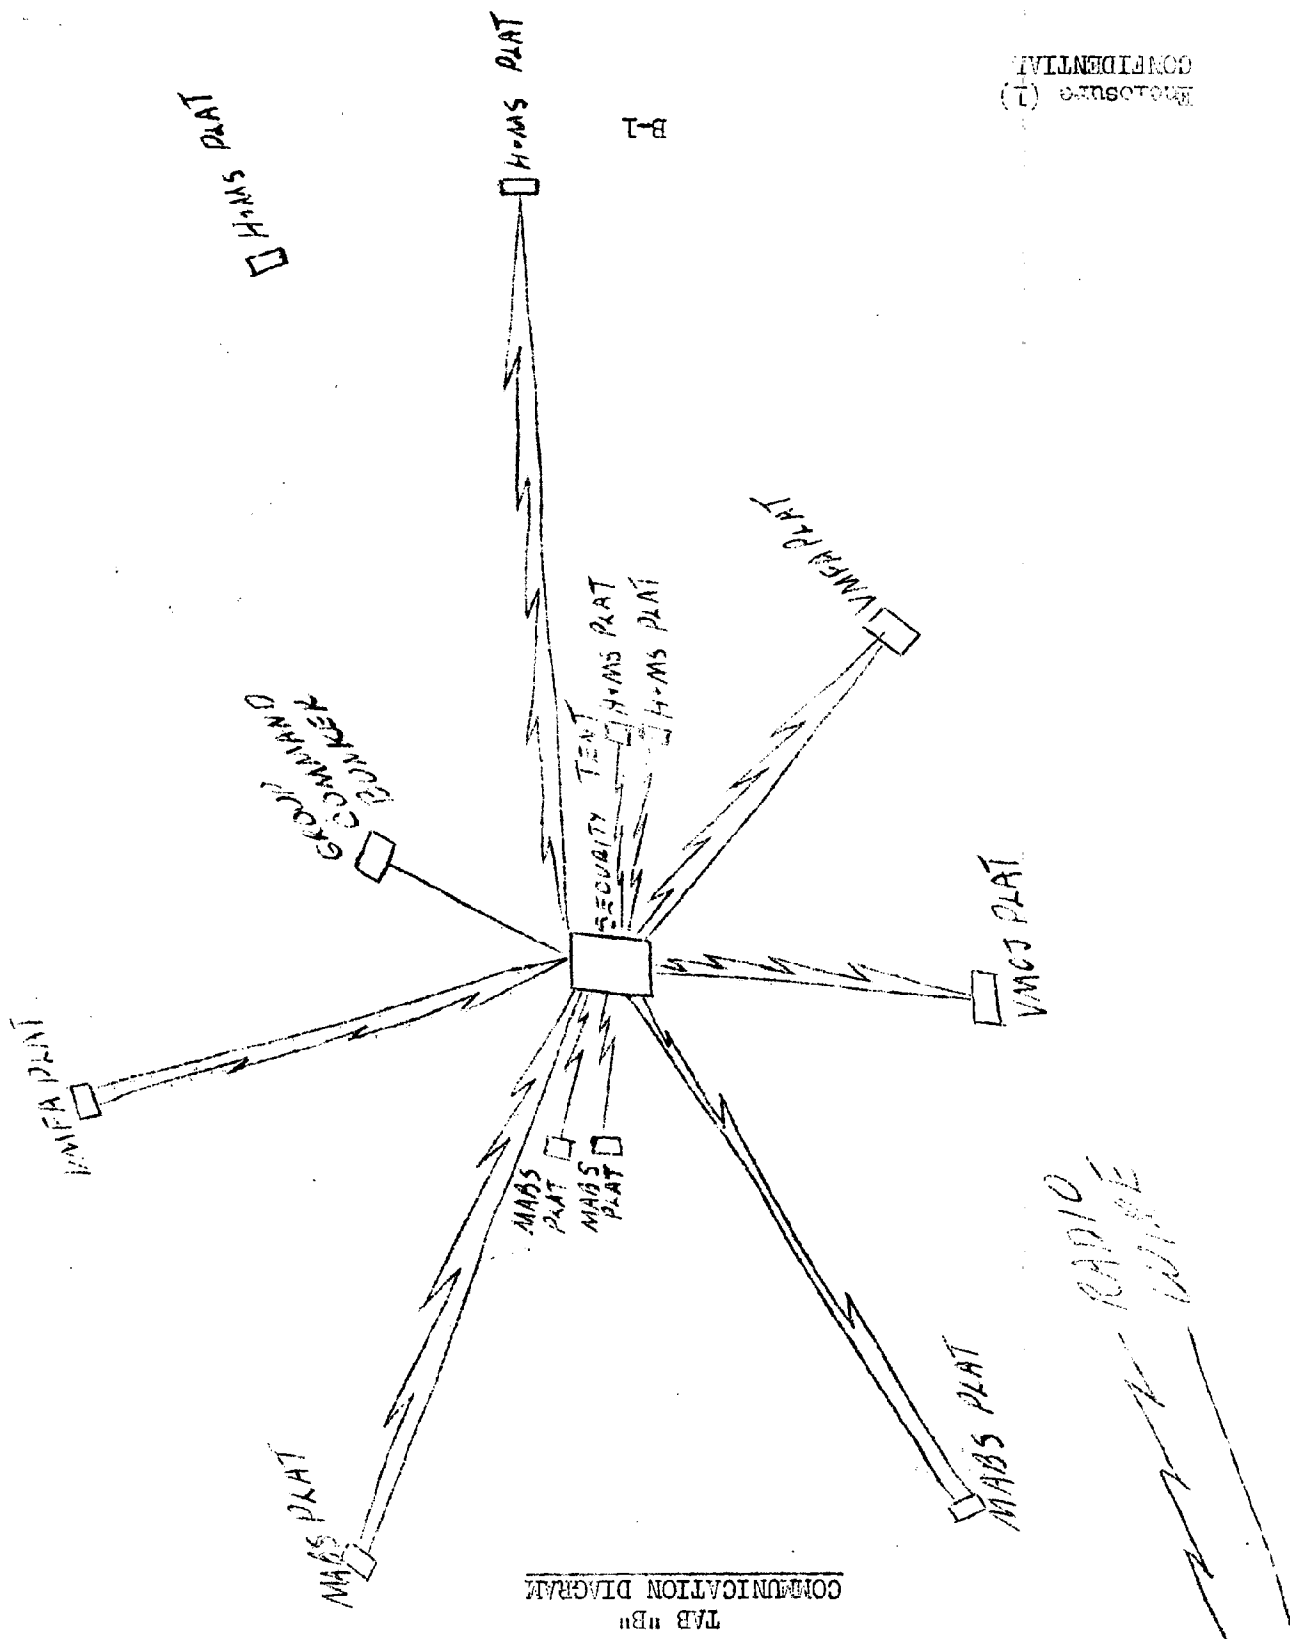 TAB "B"
COMMUNICATION DIAGRAM
H+MS PLAT
H+MS PLAT
GROUP
COMMAND
BUNKER
VMFA PLAT
SECURITY TENT
H+MS PLAT
H+MS PLAT
VMFA PLAT
MABS
PLAT
MABS
PLAT
VMCJ PLAT
MABS PLAT
MABS PLAT
RADIO
WIRE
B-1
Enclosure (1)
CONFIDENTIAL